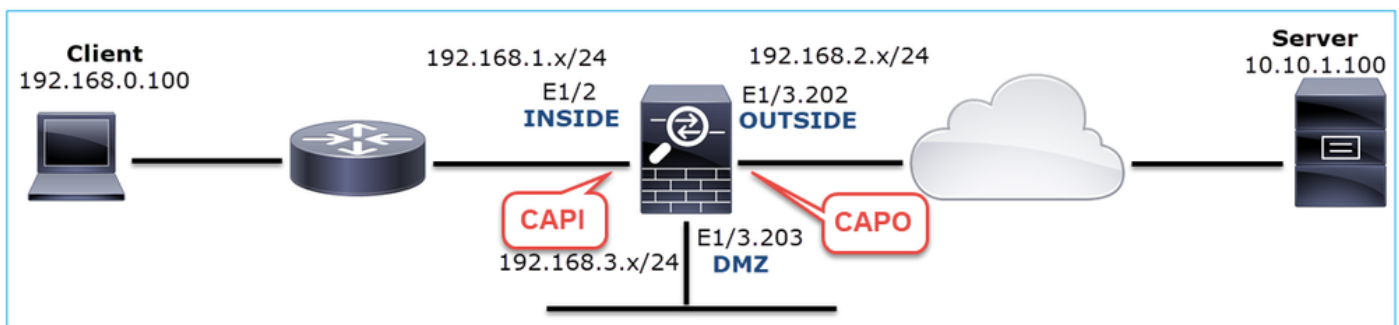 Client
192.168.0.100
192.168.1.x/24
E1/2
INSIDE
192.168.2.x/24
E1/3.202
OUTSIDE
Server
10.10.1.100
CAPI
CAPO
E1/3.203
DMZ
192.168.3.x/24